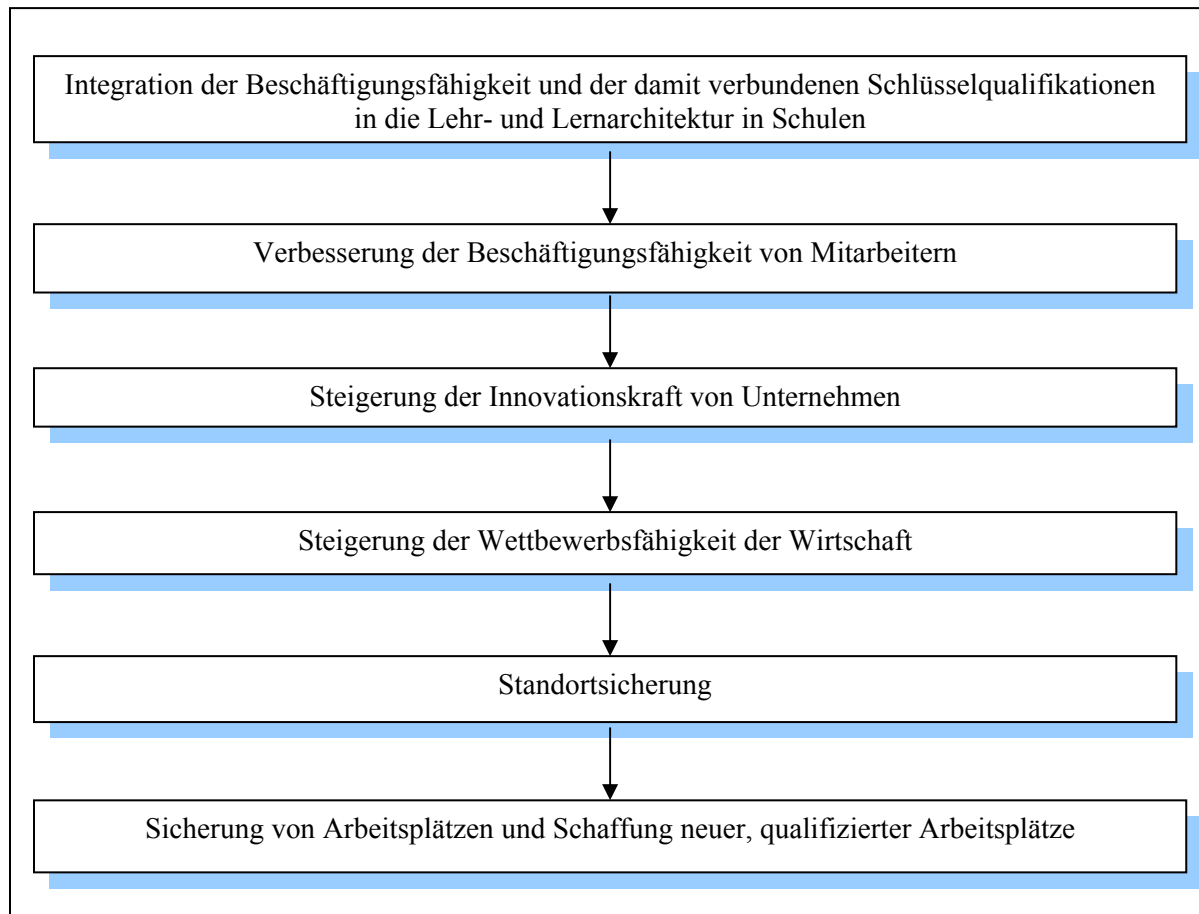 Integration der Beschäftigungsfähigkeit und der damit verbundenen Schlüsselqualifikationen
in die Lehr- und Lernarchitektur in Schulen
Verbesserung der Beschäftigungsfähigkeit von Mitarbeitern
Steigerung der Innovationskraft von Unternehmen
Steigerung der Wettbewerbsfähigkeit der Wirtschaft
Standortsicherung
Sicherung von Arbeitsplätzen und Schaffung neuer, qualifizierter Arbeitsplätze